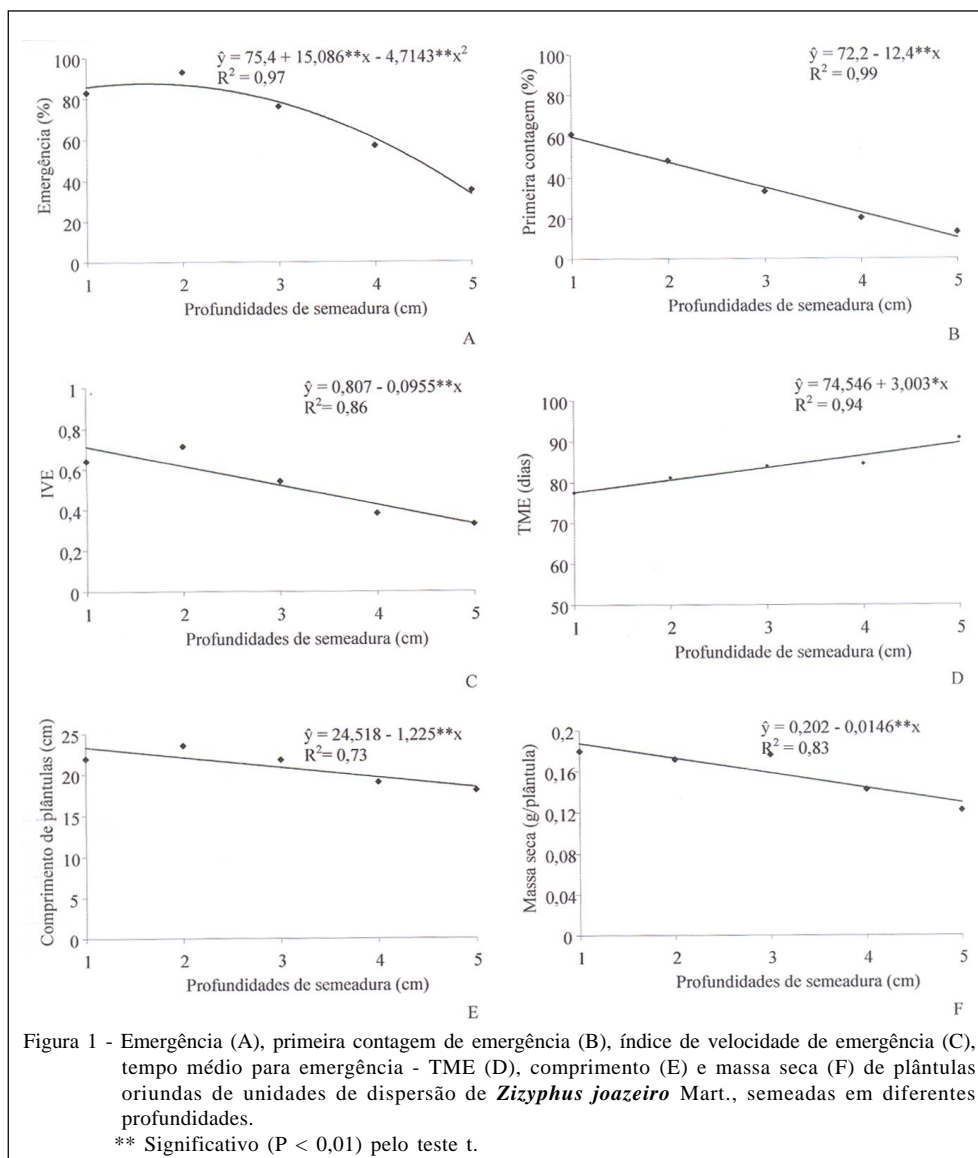 ŷ = 75,4 + 15,086**x - 4,7143**x²
R² = 0,97
100
80
60
40
20
0
Emergência (%)
1 2 3 4 5
Profundidades de semeadura (cm)
A
ŷ = 72,2 - 12,4**x
R² = 0,99
100
80
60
40
20
0
Primeira contagem (%)
1 2 3 4 5
Profundidades de semeadura (cm)
B
ŷ = 0,807 - 0,0955**x
R²= 0,86
1
0,8
0,6
0,4
0,2
0
IVE
1 2 3 4 5
Profundidades de semeadura (cm)
C
ŷ = 74,546 + 3,003*x
R² = 0,94
100
90
80
70
60
50
TME (dias)
1 2 3 4 5
Profundidade de semeadura (cm)
D
ŷ = 24,518 - 1,225**x
R²= 0,73
25
20
15
10
5
0
Comprimento de plântulas (cm)
1 2 3 4 5
Profundidades de semeadura (cm)
E
ŷ = 0,202 - 0,0146**x
R² = 0,83
0,2
0,16
0,12
0,08
0,04
0
Massa seca (g/plântula)
1 2 3 4 5
Profundidades de semeadura (cm)
F
Figura 1 - Emergência (A), primeira contagem de emergência (B), índice de velocidade de emergência (C),
tempo médio para emergência - TME (D), comprimento (E) e massa seca (F) de plântulas
oriundas de unidades de dispersão de Zizyphus joazeiro Mart., semeadas em diferentes
profundidades.
** Significativo (P < 0,01) pelo teste t.